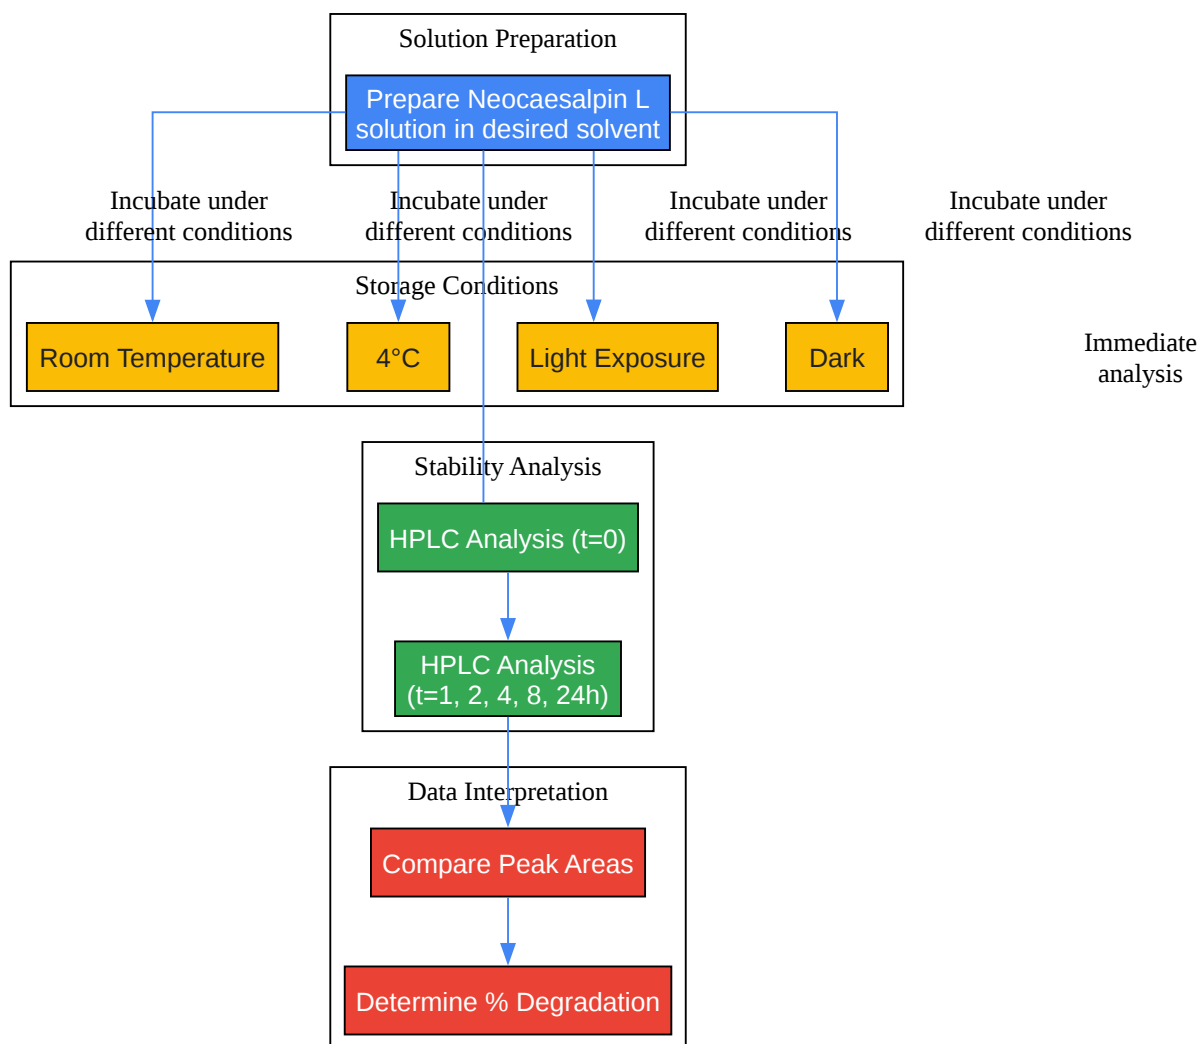 Solution Preparation
Prepare Neocaesalpin L
solution in desired solvent
Incubate under
different conditions
Incubate under
different conditions
Incubate under
different conditions
Incubate under
different conditions
Storage Conditions
Room Temperature
4°C
Light Exposure
Dark
Immediate
analysis
Stability Analysis
HPLC Analysis (t=0)
HPLC Analysis
(t=1, 2, 4, 8, 24h)
Data Interpretation
Compare Peak Areas
Determine % Degradation